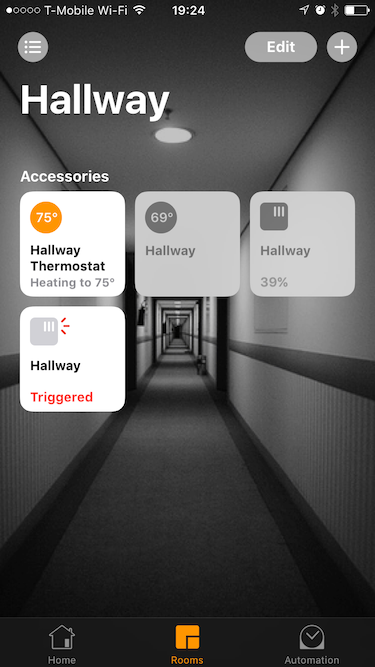 T-Mobile Wi-Fi 19:24
Edit
Hallway
Accessories
75°
Hallway
Thermostat
Heating to 75°
69°
Hallway
Hallway
39%
Hallway
Triggered
Home Rooms Automation